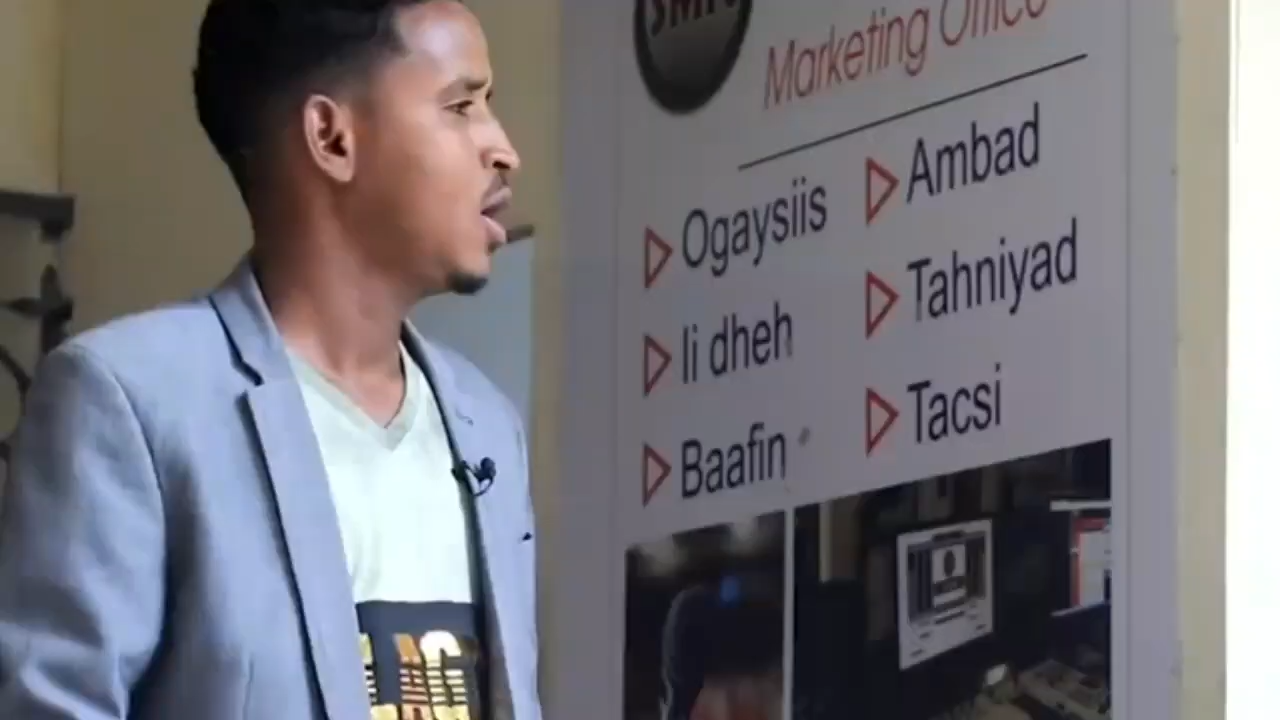 Marketing Office
Ogaysiis
Ii dheh
Baafin
Ambad
Tahniyad
Tacsi